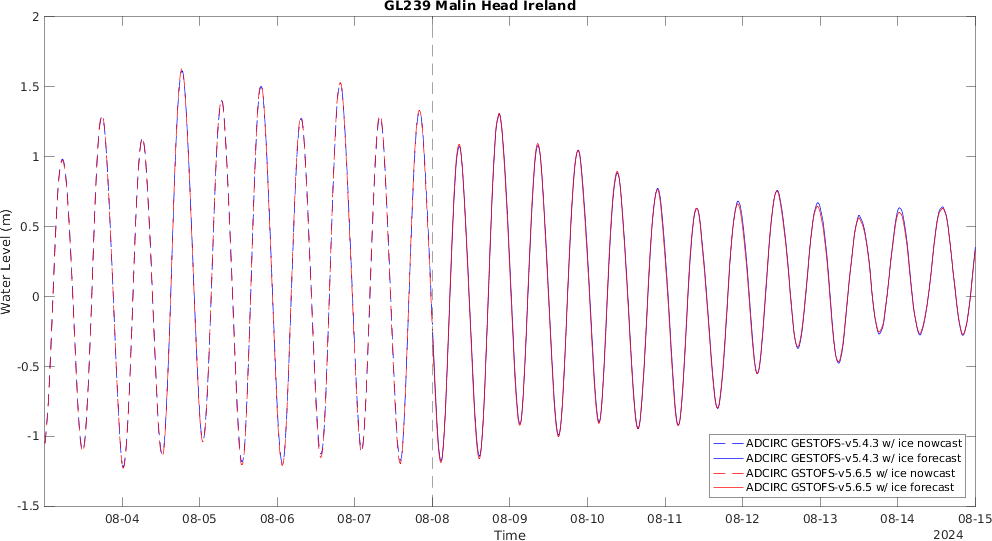 GL239 Malin Head Ireland
2
1.5
1
0.5
0
-0.5
-1
-1.5
Water Level (m)
ADCIRC GESTOFS-v5.4.3 w/ ice nowcast
ADCIRC GESTOFS-v5.4.3 w/ ice forecast
ADCIRC GSTOFS-v5.6.5 w/ ice nowcast
ADCIRC GSTOFS-v5.6.5 w/ ice forecast
08-04 08-05 08-06 08-07 08-08 08-09 08-10 08-11 08-12 08-13 08-14 08-15
Time
2024